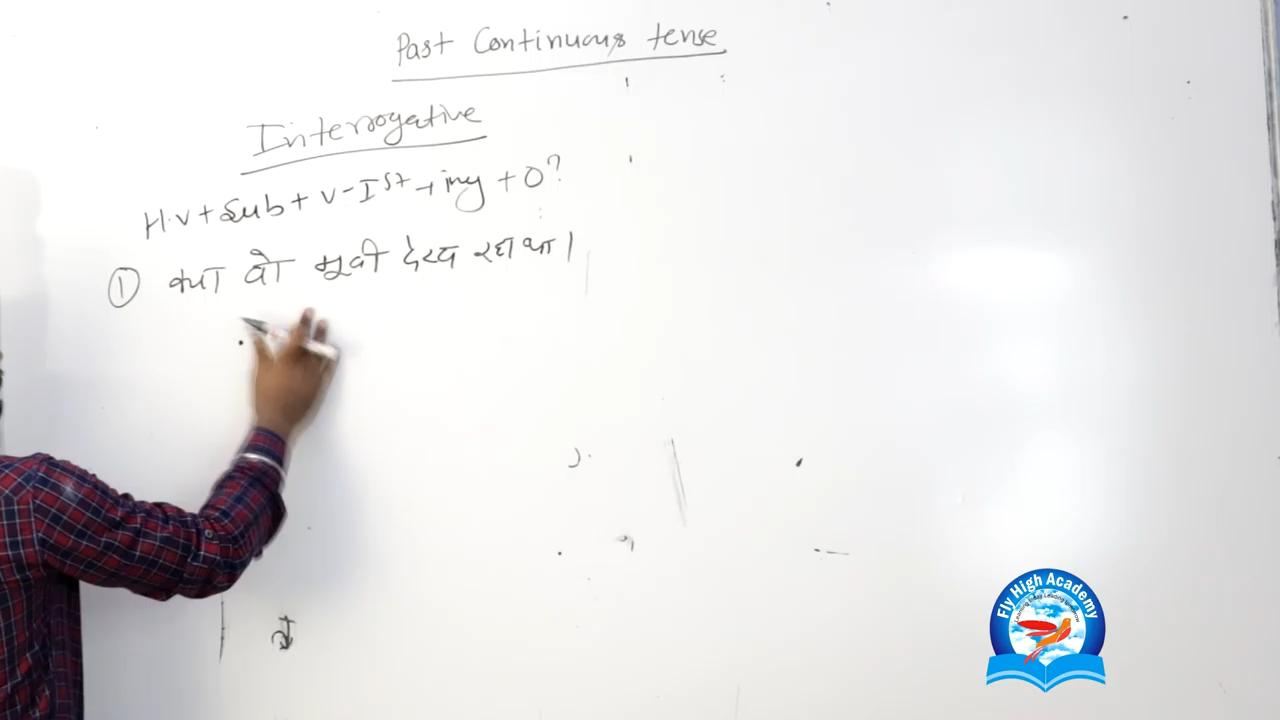 Past Continuous tense
Interrogative
H.V + Sub + V-Ist + ing + O?
① क्या वो मूवी देख रहा था।
Fly High Academy